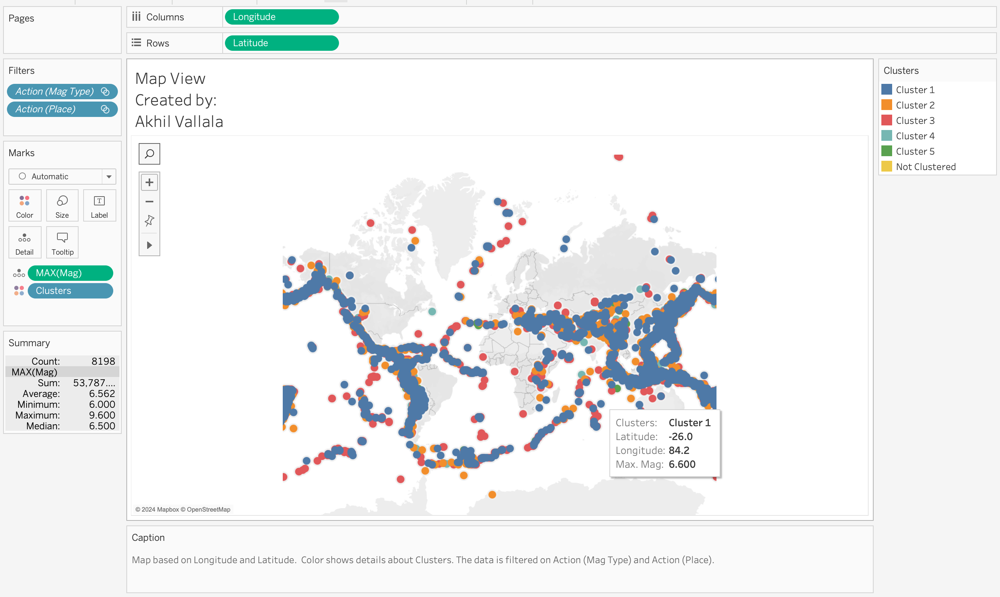 Pages
Columns
Longitude
Rows
Latitude
Filters
Action (Mag Type)
Action (Place)
Marks
Automatic
Color
Size
T
Label
Detail
Tooltip
MAX(Mag)
Clusters
Summary
Count: 8198
MAX(Mag)
Sum: 53,787....
Average: 6.562
Minimum: 6.000
Maximum: 9.600
Median: 6.500
Map View
Created by:
Akhil Vallala
Clusters: Cluster 1
Latitude: -26.0
Longitude: 84.2
Max. Mag: 6.600
© 2024 Mapbox © OpenStreetMap
Clusters
Cluster 1
Cluster 2
Cluster 3
Cluster 4
Cluster 5
Not Clustered
Caption
Map based on Longitude and Latitude.  Color shows details about Clusters. The data is filtered on Action (Mag Type) and Action (Place).